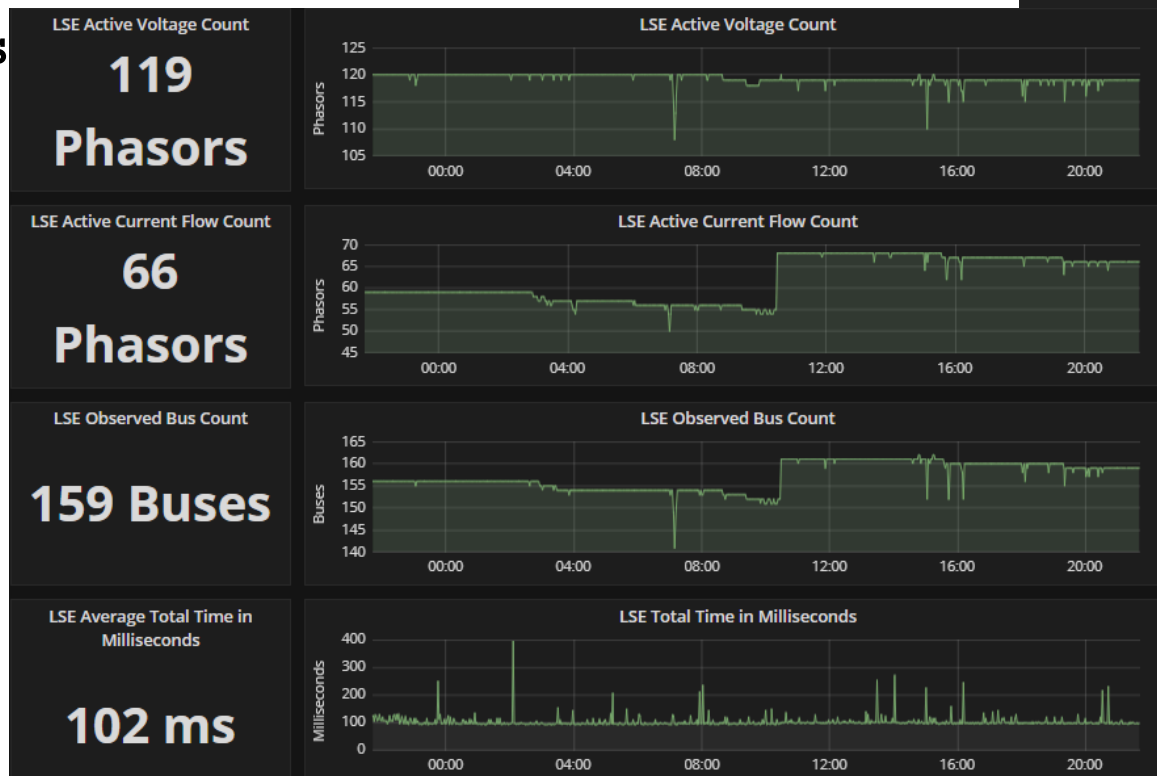 s
LSE Active Voltage Count
119
Phasors
LSE Active Voltage Count
Phasors
125
120
115
110
105
00:00 04:00 08:00 12:00 16:00 20:00
LSE Active Current Flow Count
66
Phasors
LSE Active Current Flow Count
Phasors
70
65
60
55
50
45
00:00 04:00 08:00 12:00 16:00 20:00
LSE Observed Bus Count
159 Buses
LSE Observed Bus Count
Buses
165
160
155
150
145
140
00:00 04:00 08:00 12:00 16:00 20:00
LSE Average Total Time in
Milliseconds
102 ms
LSE Total Time in Milliseconds
Milliseconds
400
300
200
100
0
00:00 04:00 08:00 12:00 16:00 20:00